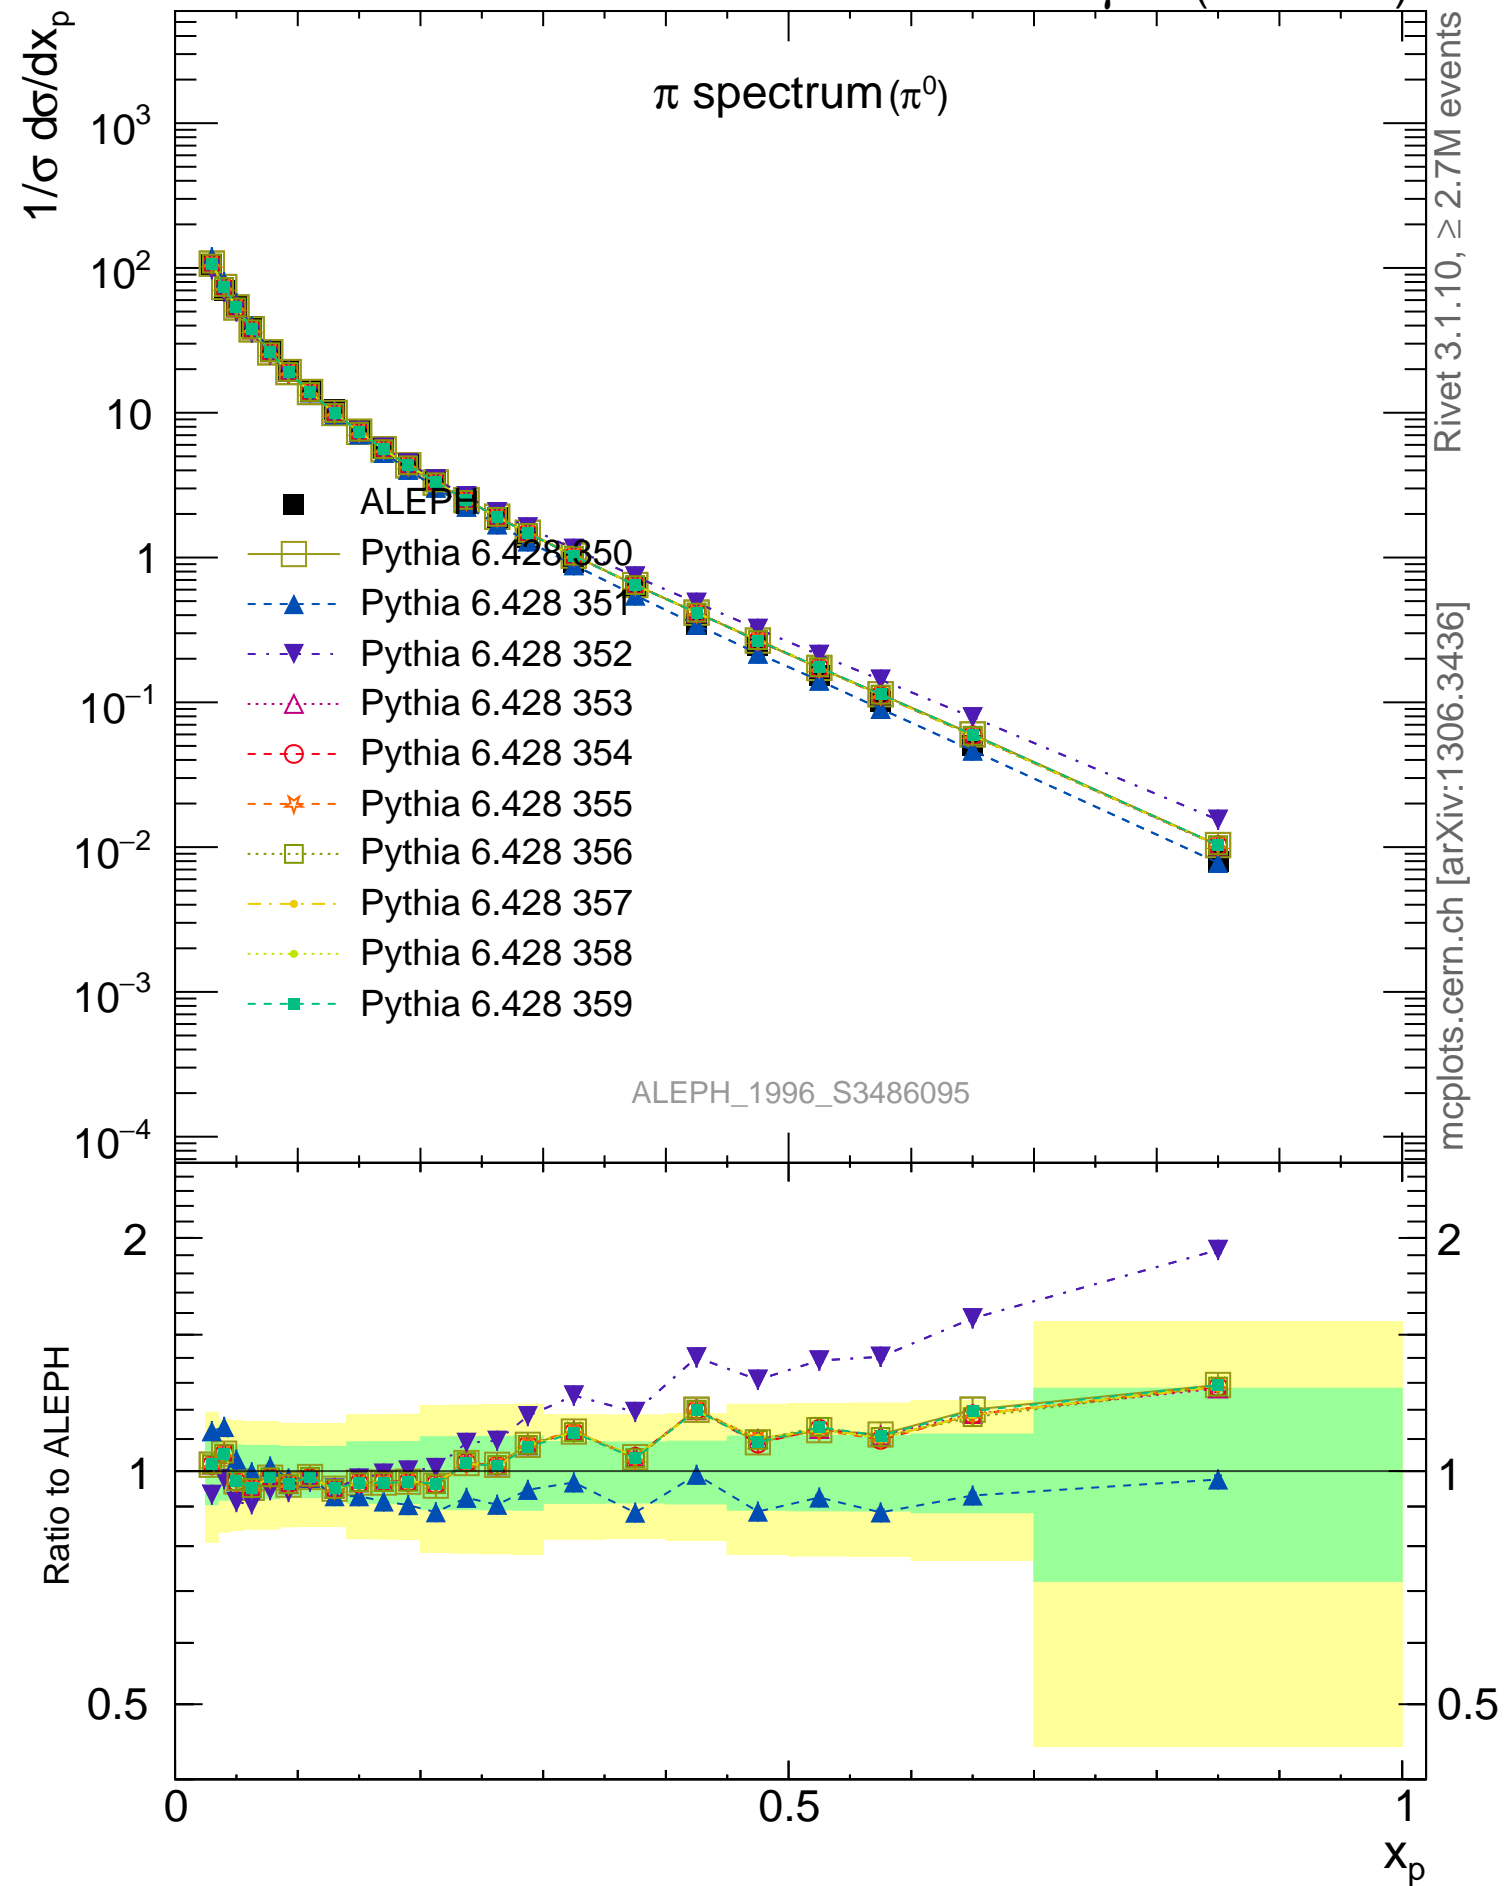 π spectrum (π⁰)
1/σ dσ/dxₚ
10³
10²
10
1
10⁻¹
10⁻²
10⁻³
10⁻⁴
ALEPH
Pythia 6.428 350
Pythia 6.428 351
Pythia 6.428 352
Pythia 6.428 353
Pythia 6.428 354
Pythia 6.428 355
Pythia 6.428 356
Pythia 6.428 357
Pythia 6.428 358
Pythia 6.428 359
ALEPH_1996_S3486095
Rivet 3.1.10, ≥ 2.7M events
mcplots.cern.ch [arXiv:1306.3436]
Ratio to ALEPH
2
1
0.5
2
1
0.5
0
0.5
1
xₚ